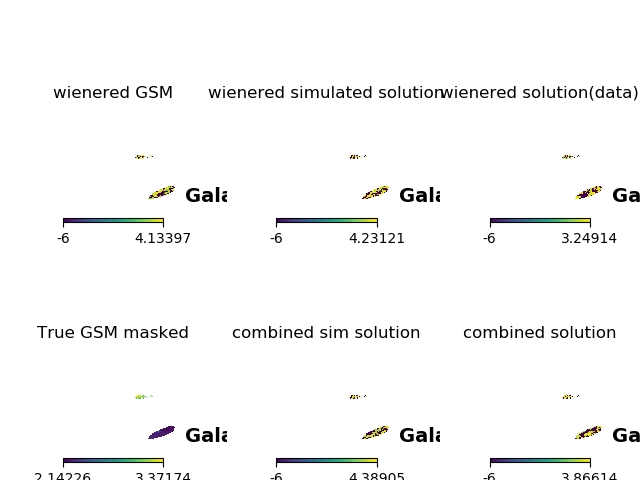 wienered GSM
wienered simulated solution
wienered solution(data)
Gala
Gala
Ga
-6 4.13397
-6 4.23121
-6 3.24914
True GSM masked
combined sim solution
combined solution
Gala
Gala
Ga
2.14226 3.37174
-6 4.38905
-6 3.86614